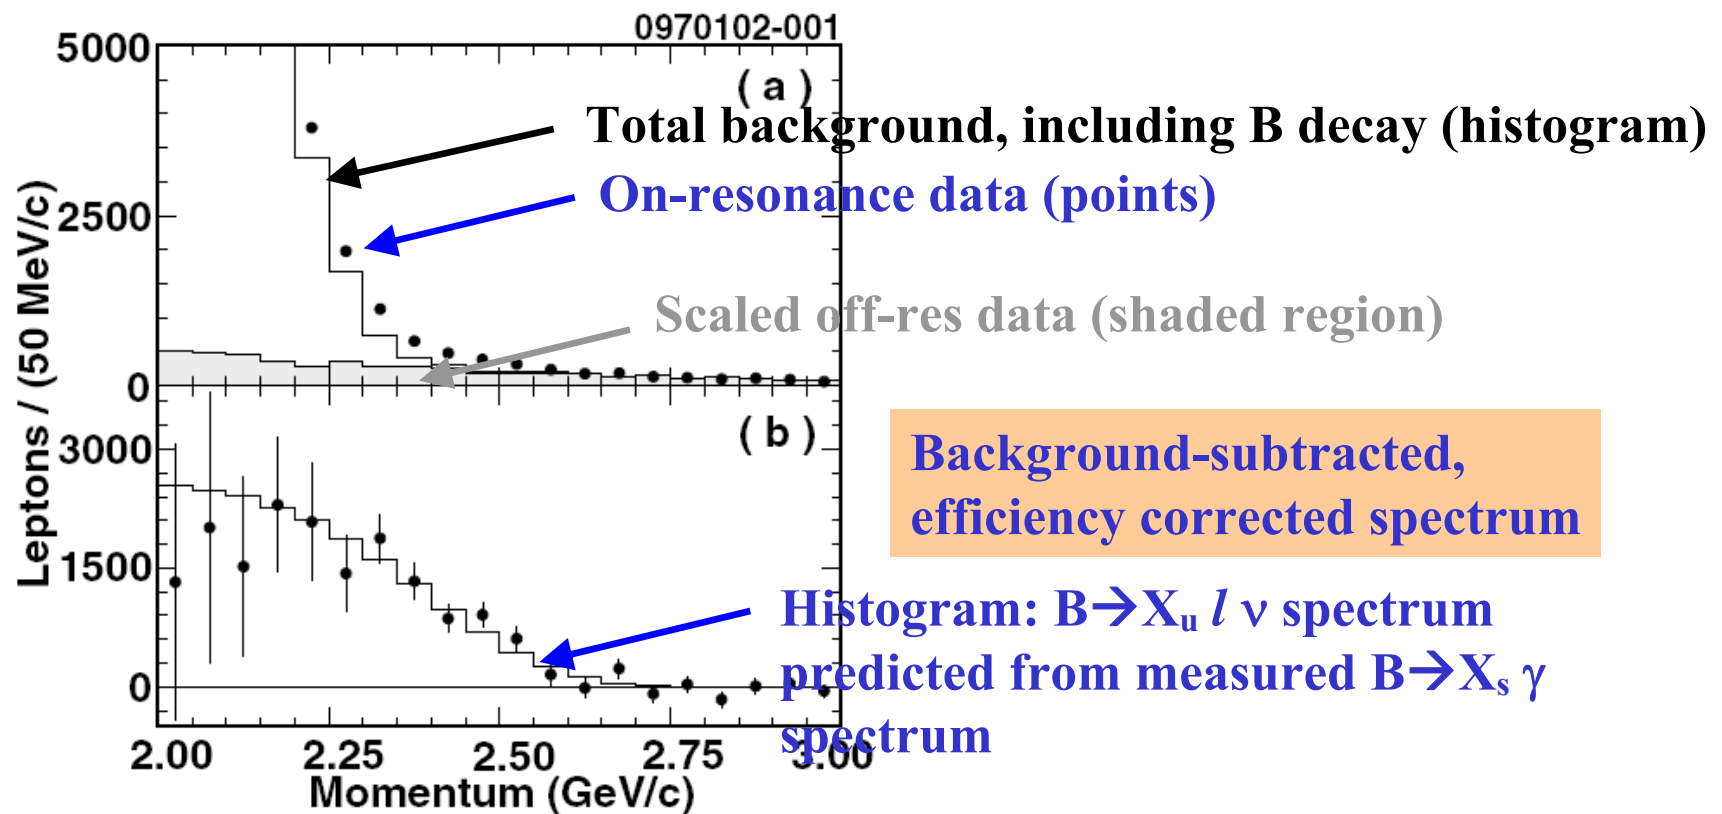 0970102-001
5000
( a )
Total background, including B decay (histogram)
On-resonance data (points)
2500
Scaled off-res data (shaded region)
0
Leptons / (50 MeV/c)
( b )
3000
Background-subtracted,
efficiency corrected spectrum
1500
Histogram: B→Xu l ν spectrum
predicted from measured B→Xs γ
spectrum
0
2.00 2.25 2.50 2.75 3.00
Momentum (GeV/c)